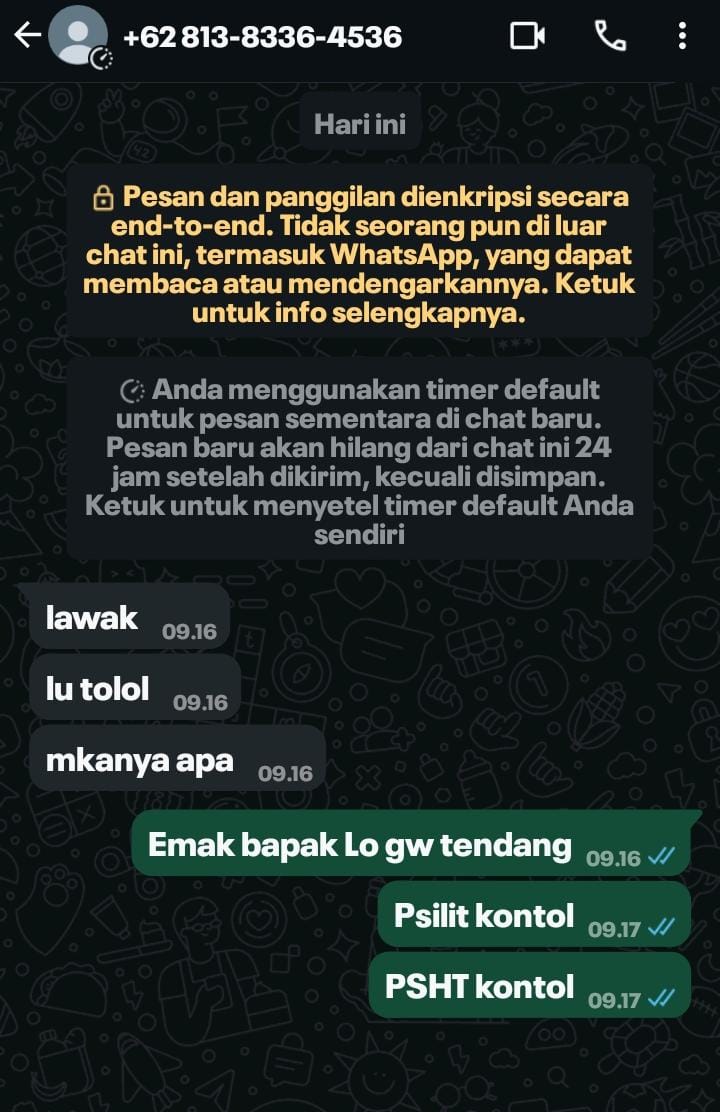 +62 813-8336-4536
Hari ini
Pesan dan panggilan dienkripsi secara
end-to-end. Tidak seorang pun di luar
chat ini, termasuk WhatsApp, yang dapat
membaca atau mendengarkannya. Ketuk
untuk info selengkapnya.
Anda menggunakan timer default
untuk pesan sementara di chat baru.
Pesan baru akan hilang dari chat ini 24
jam setelah dikirim, kecuali disimpan.
Ketuk untuk menyetel timer default Anda
sendiri
lawak 09.16
lu tolol 09.16
mkanya apa 09.16
Emak bapak Lo gw tendang 09.16
Psilit kontol 09.17
PSHT kontol 09.17